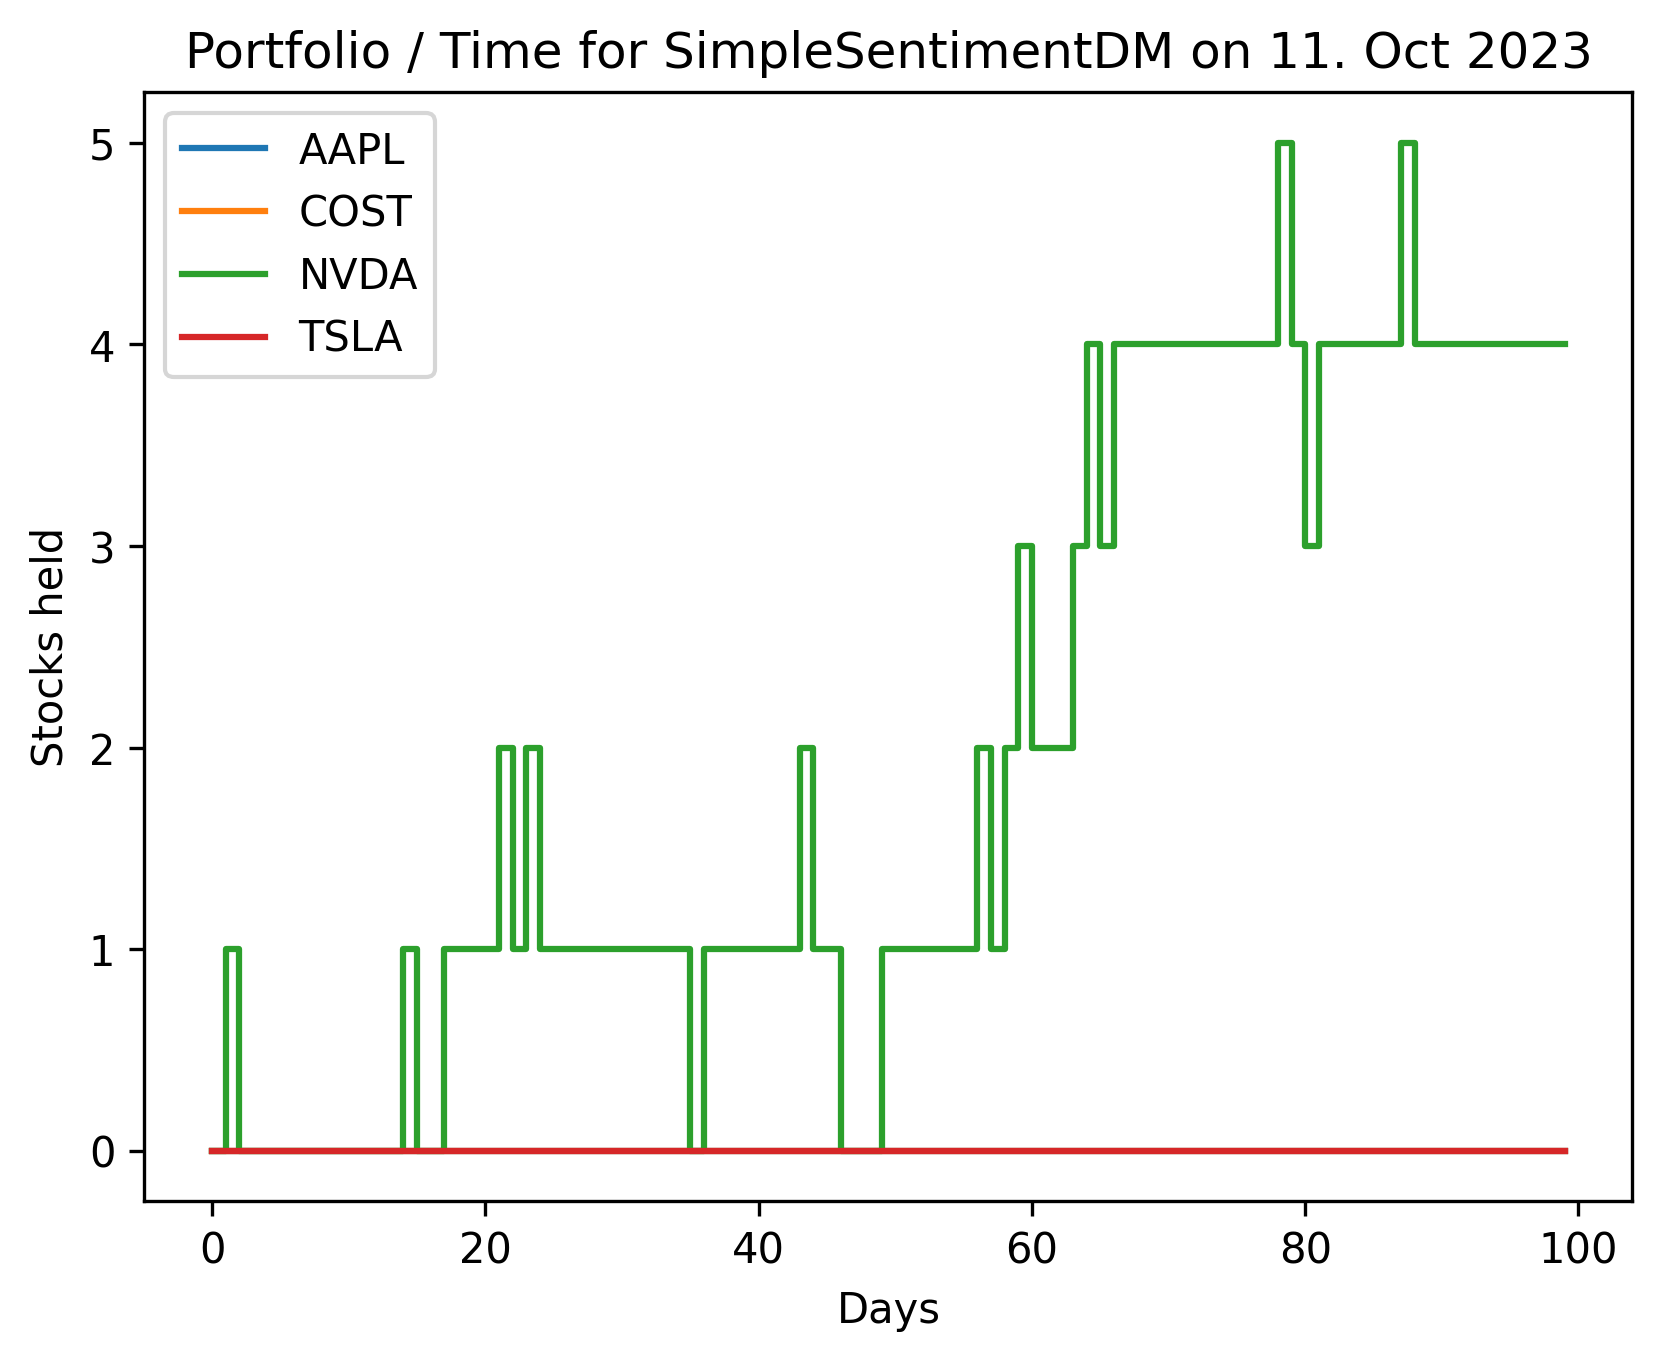 Portfolio / Time for SimpleSentimentDM on 11. Oct 2023
AAPL
COST
NVDA
TSLA
5
4
3
2
1
0
Stocks held
0 20 40 60 80 100
Days